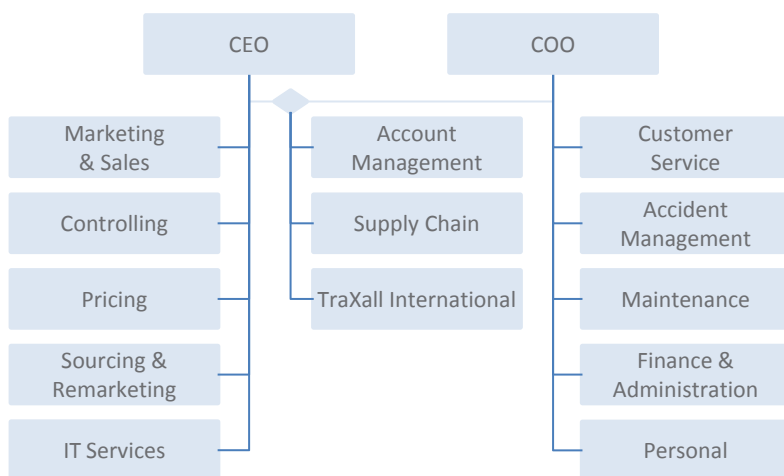 CEO
COO
Marketing
& Sales
Account
Management
Customer
Service
Controlling
Supply Chain
Accident
Management
Pricing
TraXall International
Maintenance
Sourcing &
Remarketing
Finance &
Administration
IT Services
Personal